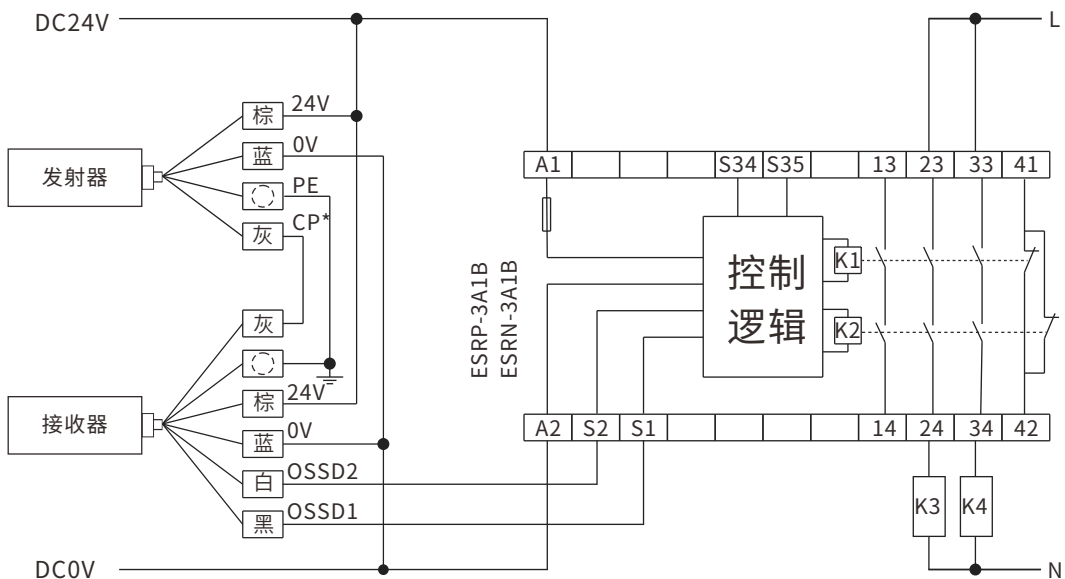 DC24V
L
棕 24V
蓝 0V
发射器
PE
灰 CP*
A1 S34 S35 13 23 33 41
ESRP-3A1B
ESRN-3A1B
控制
逻辑
K1
K2
灰
棕 24V
接收器
蓝 0V
白 OSSD2
黑 OSSD1
A2 S2 S1 14 24 34 42
K3 K4
DC0V
N